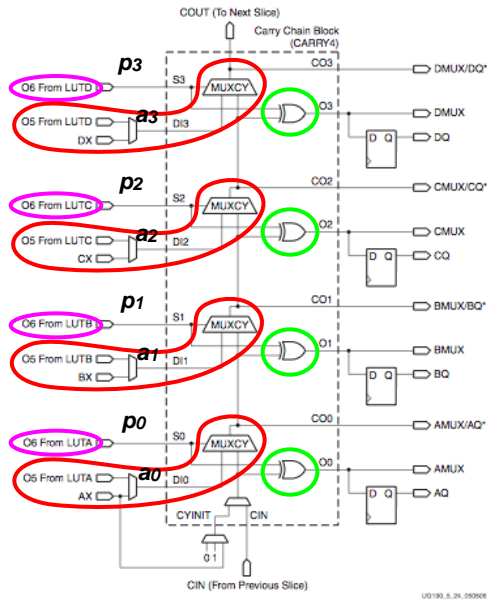 COUT (To Next Slice)
Carry Chain Block
(CARRY4)
p3
CO3
DMUX/DQ*
O6 From LUTD
S3
MUXCY
O5 From LUTD
a3
DI3
O3
DMUX
DX
D Q
DQ
p2
CO2
CMUX/CQ*
O6 From LUTC
S2
MUXCY
O5 From LUTC
a2
DI2
O2
CMUX
CX
D Q
CQ
p1
CO1
BMUX/BQ*
O6 From LUTB
S1
MUXCY
O5 From LUTB
a1
DI1
O1
BMUX
BX
D Q
BQ
p0
CO0
AMUX/AQ*
O6 From LUTA
S0
MUXCY
O5 From LUTA
a0
DI0
O0
AMUX
AX
D Q
AQ
CYINIT
CIN
0 1
CIN (From Previous Slice)
UG190_5_24_050506